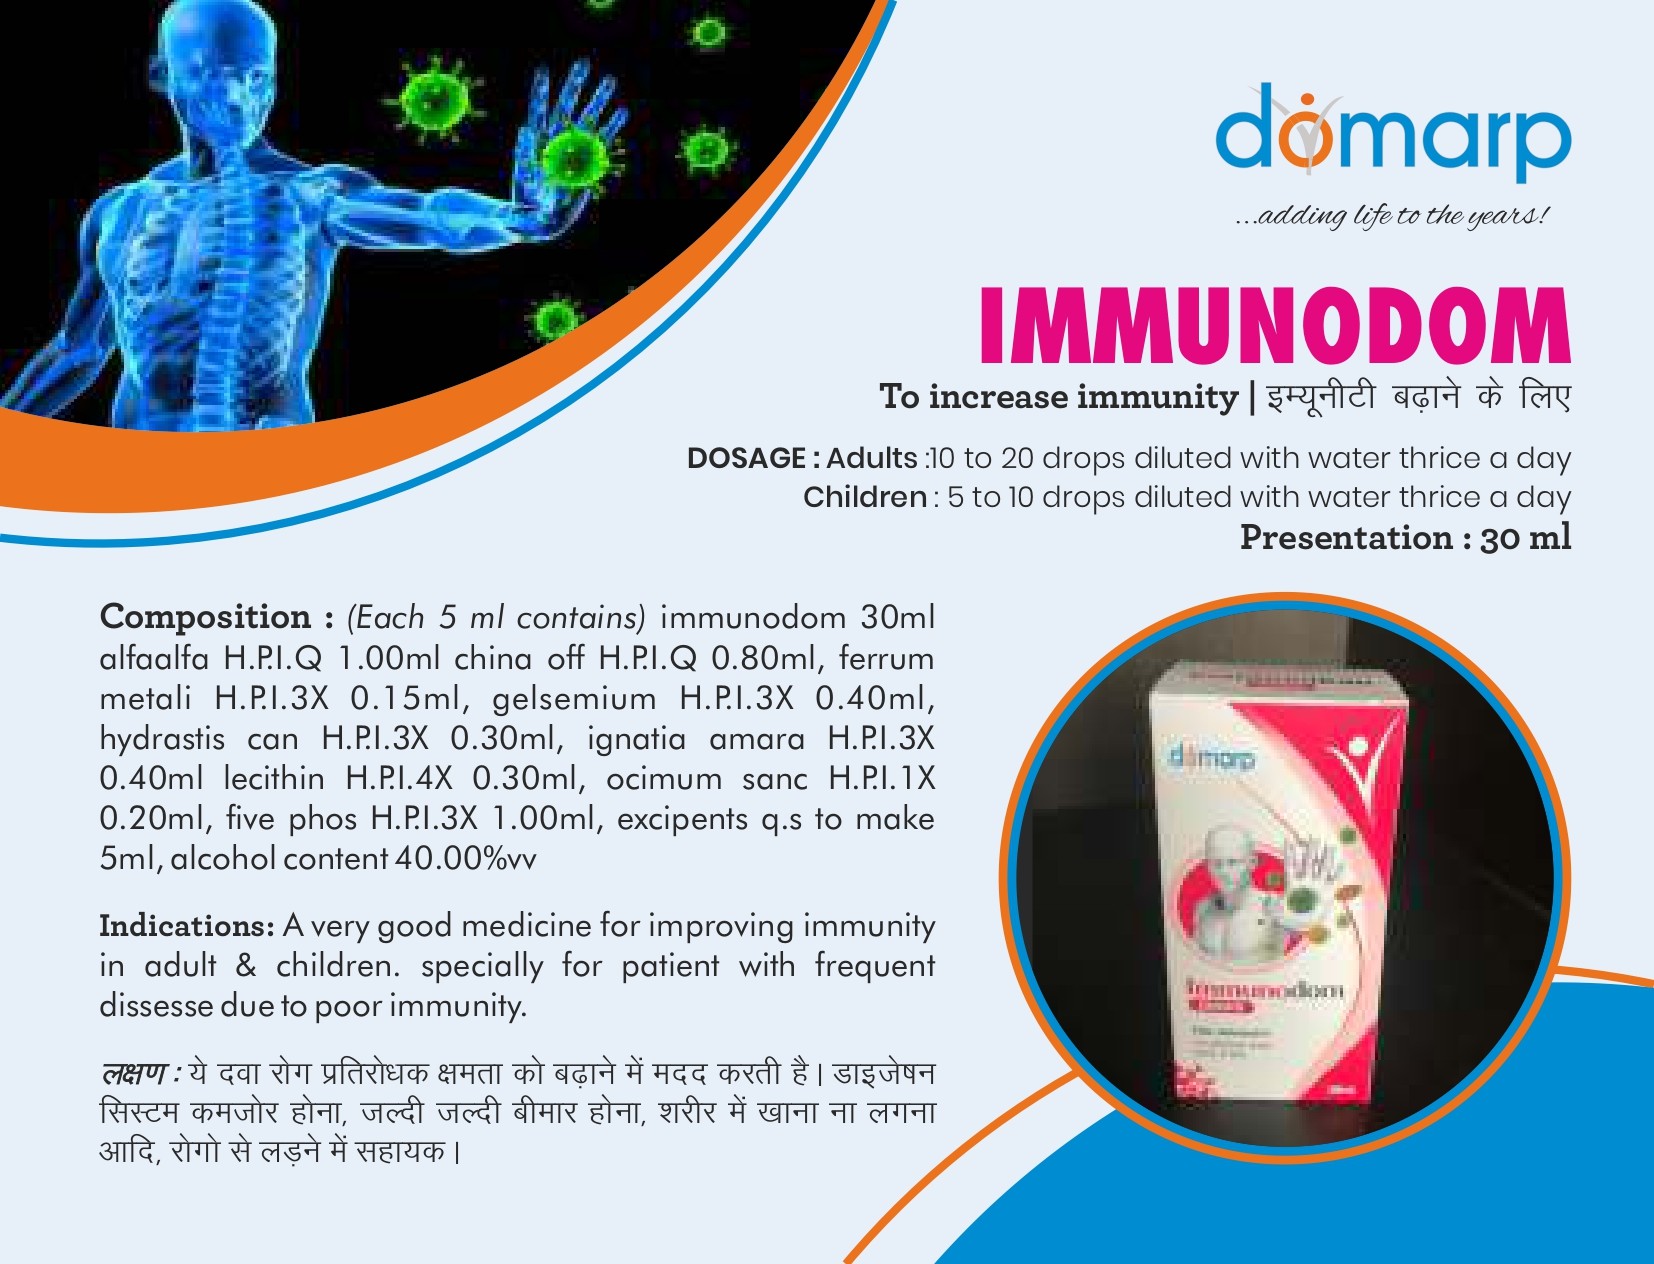 domarp
...adding life to the years!
IMMUNODOM
To increase immunity | इम्यूनीटी बढ़ाने के लिए
DOSAGE : Adults :10 to 20 drops diluted with water thrice a day
Children : 5 to 10 drops diluted with water thrice a day
Presentation : 30 ml
Composition : (Each 5 ml contains) immunodom 30ml
alfaalfa H.P.I.Q 1.00ml china off H.P.I.Q 0.80ml, ferrum
metali H.P.I.3X 0.15ml, gelsemium H.P.I.3X 0.40ml,
hydrastis can H.P.I.3X 0.30ml, ignatia amara H.P.I.3X
0.40ml lecithin H.P.I.4X 0.30ml, ocimum sanc H.P.I.1X
0.20ml, five phos H.P.I.3X 1.00ml, excipents q.s to make
5ml, alcohol content 40.00%vv
Indications: A very good medicine for improving immunity
in adult & children. specially for patient with frequent
dissesse due to poor immunity.
लक्षण : ये दवा रोग प्रतिरोधक क्षमता को बढ़ाने में मदद करती है | डाइजेषन
सिस्टम कमजोर होना, जल्दी जल्दी बीमार होना, शरीर में खाना ना लगना
आदि, रोगो से लड़ने में सहायक |
domarp
Immunodom